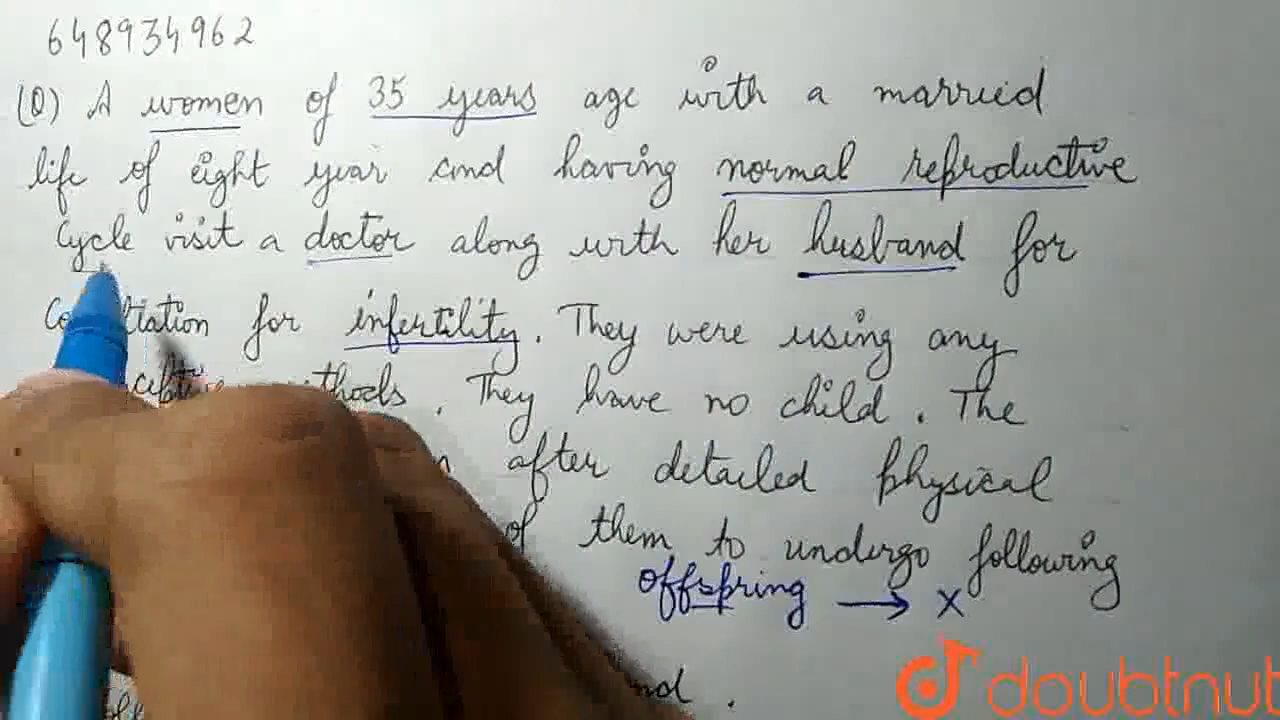 648934962
(Q) A women of 35 years age with a married
life of eight year and having normal reproductive
Cycle visit a doctor along with her husband for
for infertility. They were using any
. They have no child. The
after detailed physical
of them to undergo following
offspring → X
.
doubtnut